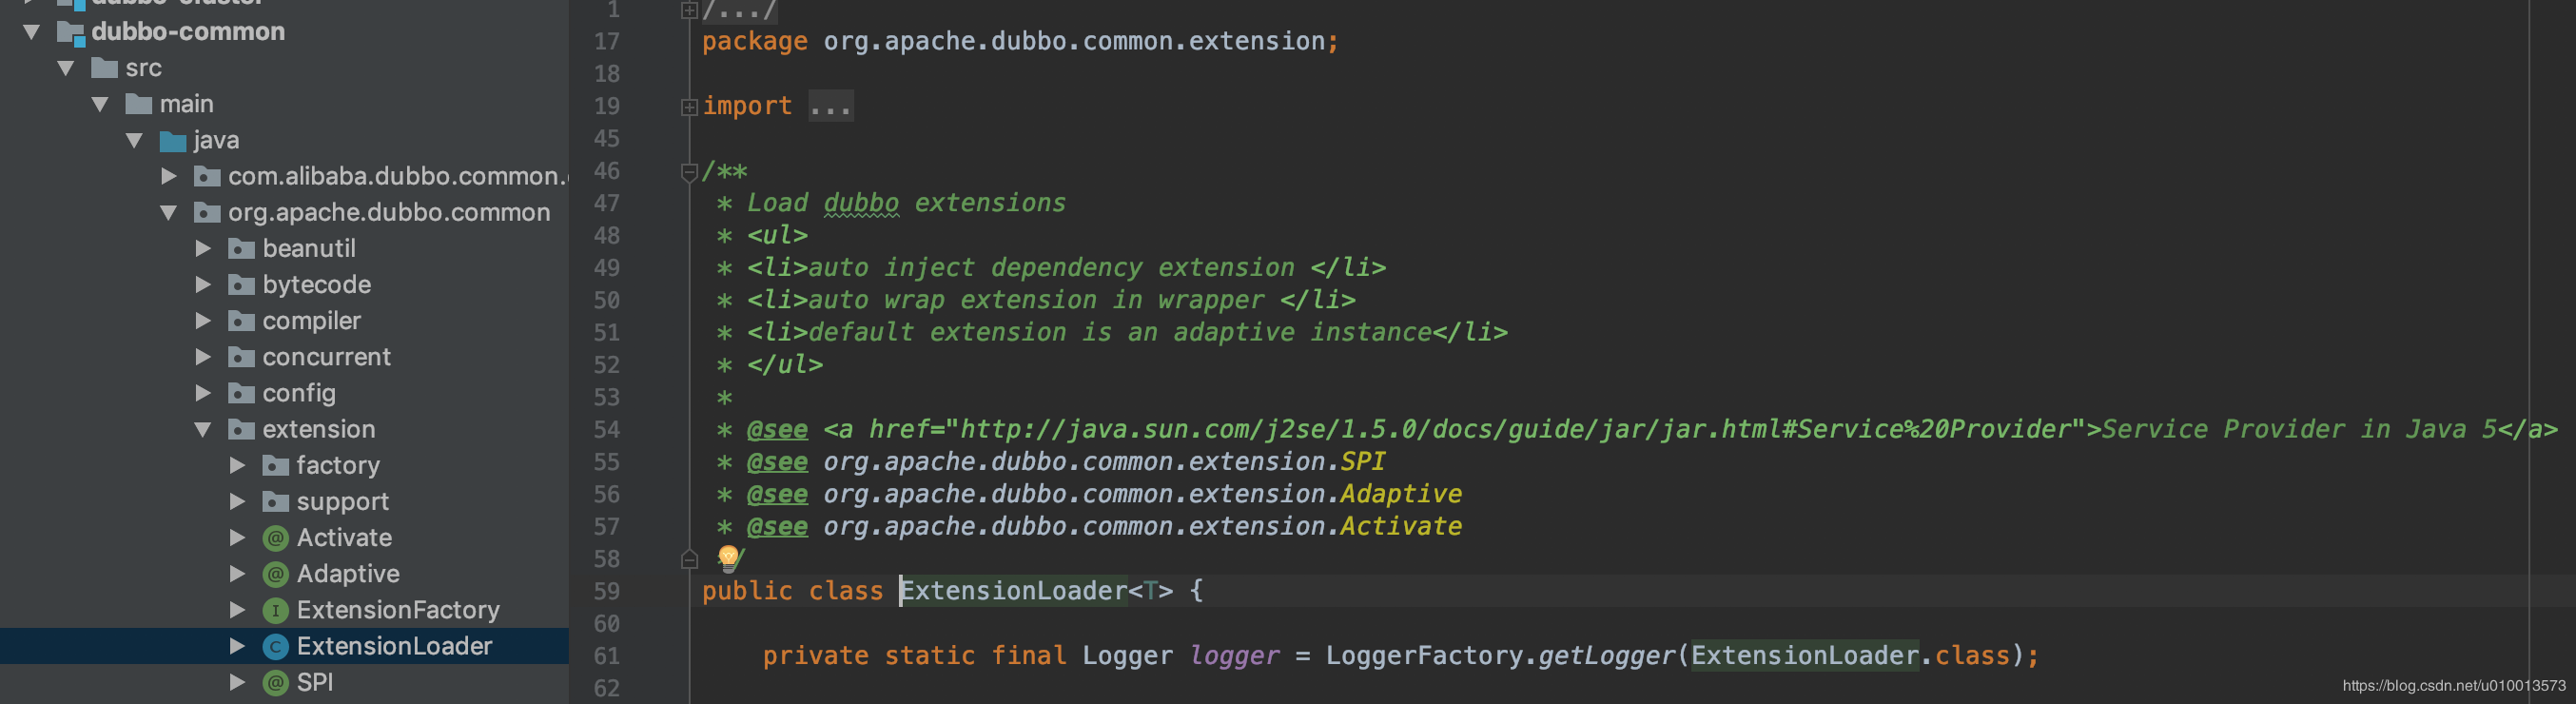 dubbo-cluster
dubbo-common
src
main
java
com.alibaba.dubbo.common.
org.apache.dubbo.common
beanutil
bytecode
compiler
concurrent
config
extension
factory
support
@ Activate
@ Adaptive
I ExtensionFactory
C ExtensionLoader
@ SPI
1 /.../
17 package org.apache.dubbo.common.extension;
18
19 import ...
45
46 /**
47 * Load dubbo extensions
48 * <ul>
49 * <li>auto inject dependency extension </li>
50 * <li>auto wrap extension in wrapper </li>
51 * <li>default extension is an adaptive instance</li>
52 * </ul>
53 *
54 * @see <a href="http://java.sun.com/j2se/1.5.0/docs/guide/jar/jar.html#Service%20Provider">Service Provider in Java 5</a>
55 * @see org.apache.dubbo.common.extension.SPI
56 * @see org.apache.dubbo.common.extension.Adaptive
57 * @see org.apache.dubbo.common.extension.Activate
58 */
59 public class ExtensionLoader<T> {
60
61 private static final Logger logger = LoggerFactory.getLogger(ExtensionLoader.class);
62
https://blog.csdn.net/u010013573